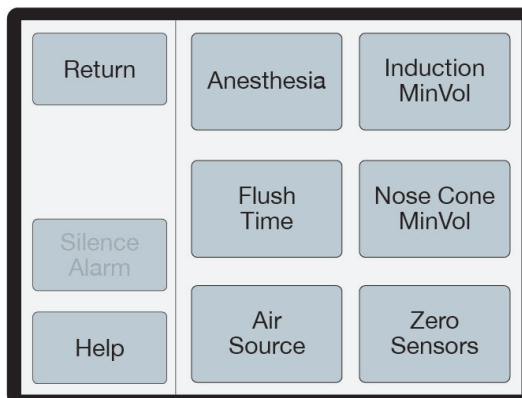 Return
Silence
Alarm
Help
Anesthesia
Induction
MinVol
Flush
Time
Nose Cone
MinVol
Air
Source
Zero
Sensors